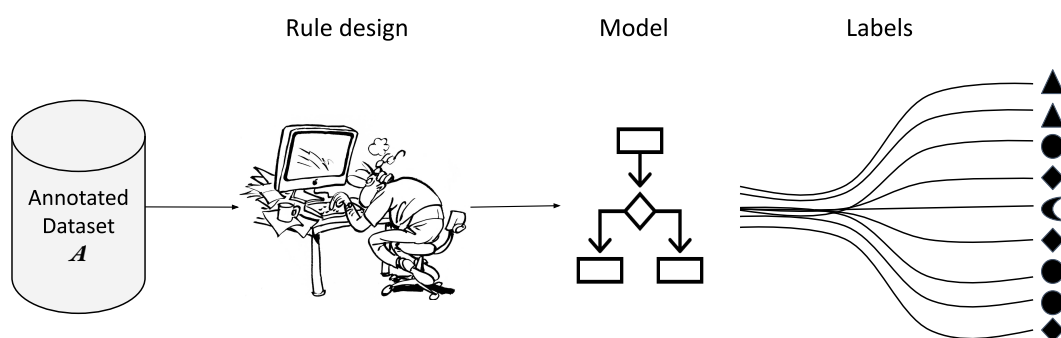 Rule design
Model
Labels
Annotated
Dataset
A